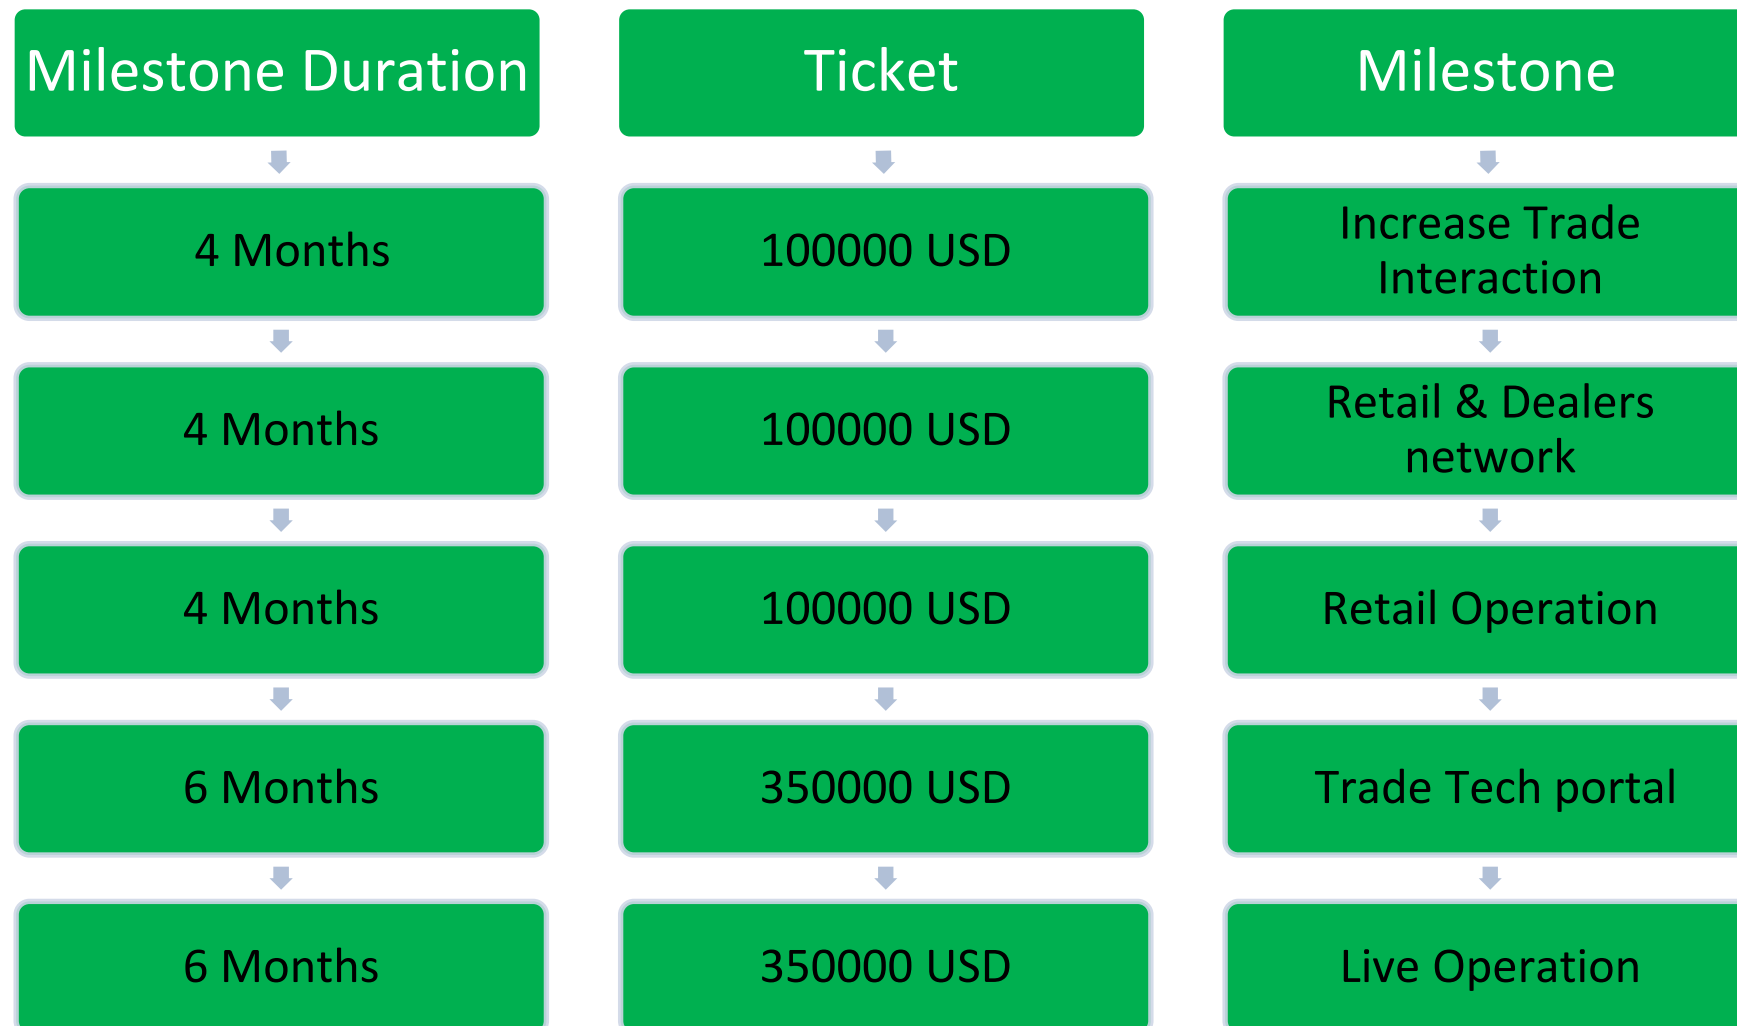 Milestone Duration
Ticket
Milestone
4 Months
100000 USD
Increase Trade
Interaction
4 Months
100000 USD
Retail & Dealers
network
4 Months
100000 USD
Retail Operation
6 Months
350000 USD
Trade Tech portal
6 Months
350000 USD
Live Operation